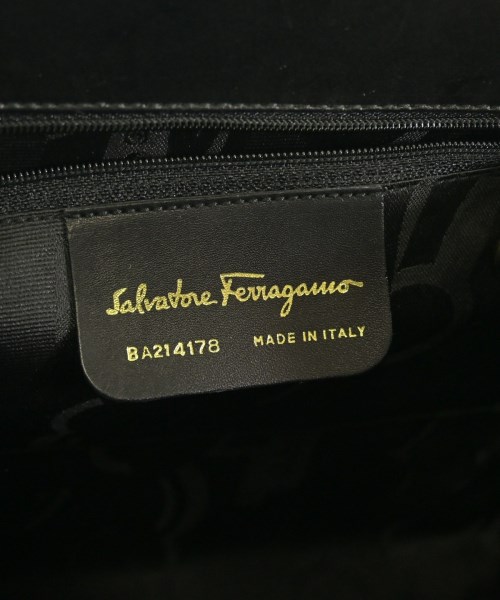 Salvatore Ferragamo
BA214178 MADE IN ITALY